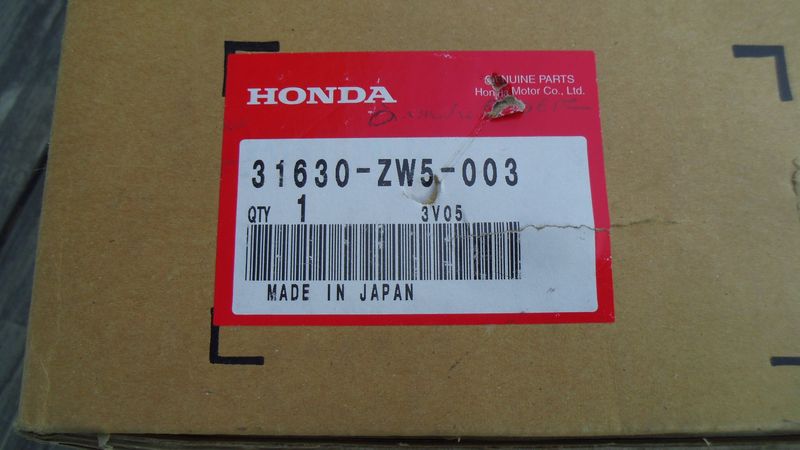 GENUINE PARTS
HONDA
Honda Motor Co., Ltd.
31630-ZW5-003
QTY 1 3V05
MADE IN JAPAN